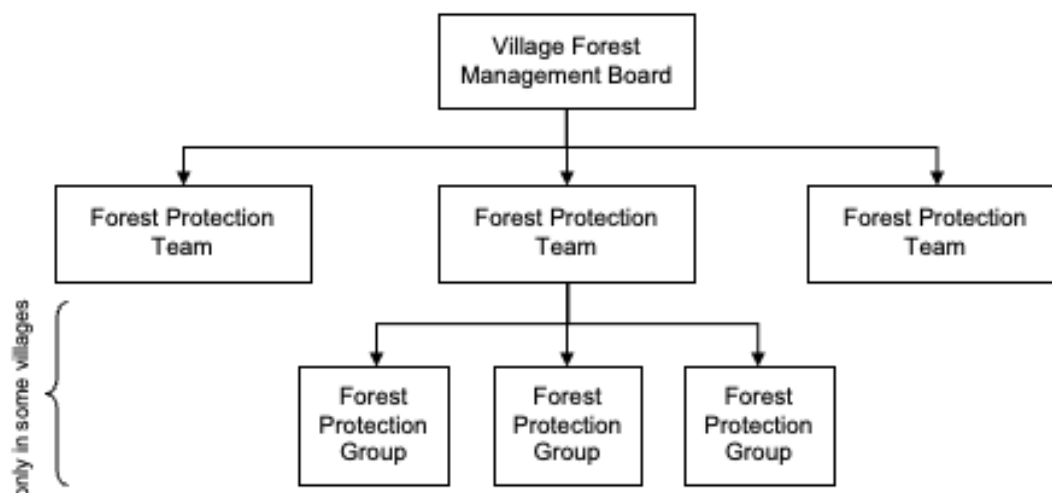 Village Forest
Management Board
Forest Protection
Team
Forest Protection
Team
Forest Protection
Team
only in some villages
Forest
Protection
Group
Forest
Protection
Group
Forest
Protection
Group